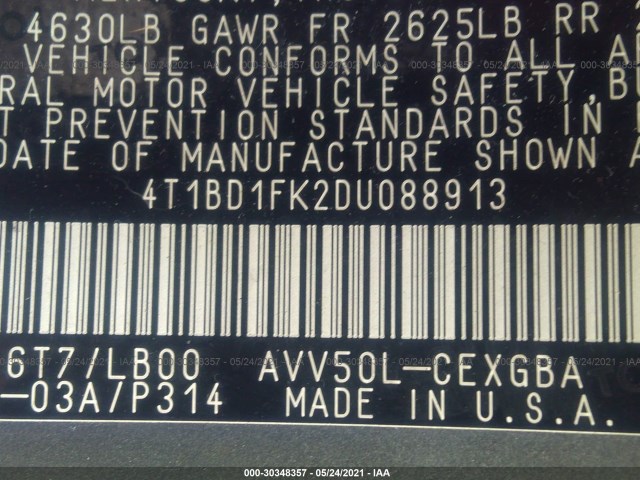 4630LB GAWR FR 2625LB RR
VEHICLE CONFORMS TO ALL
RAL MOTOR VEHICLE SAFETY,
T PREVENTION STANDARDS IN
DATE OF MANUFACTURE SHOWN
4T1BD1FK2DU088913
6T7/LB00 AVV50L-CEXGBA
-03A/P314 MADE IN U.S.A.
000-30348357 - 05/24/2021 - IAA